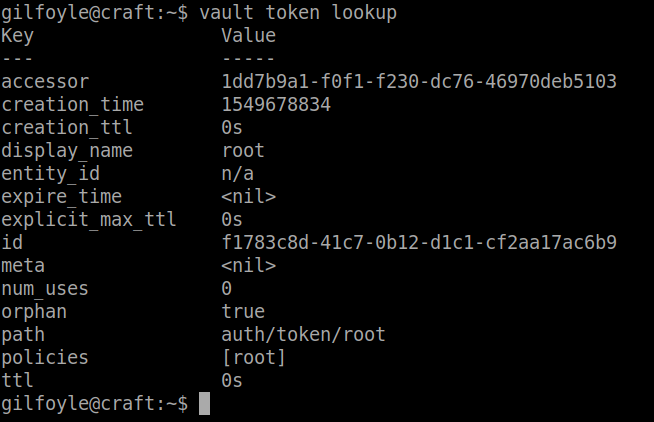 gilfoyle@craft:~$ vault token lookup
Key                 Value
---                 -----
accessor            1dd7b9a1-f0f1-f230-dc76-46970deb5103
creation_time       1549678834
creation_ttl        0s
display_name        root
entity_id           n/a
expire_time         <nil>
explicit_max_ttl    0s
id                  f1783c8d-41c7-0b12-d1c1-cf2aa17ac6b9
meta                <nil>
num_uses            0
orphan              true
path                auth/token/root
policies            [root]
ttl                 0s
gilfoyle@craft:~$